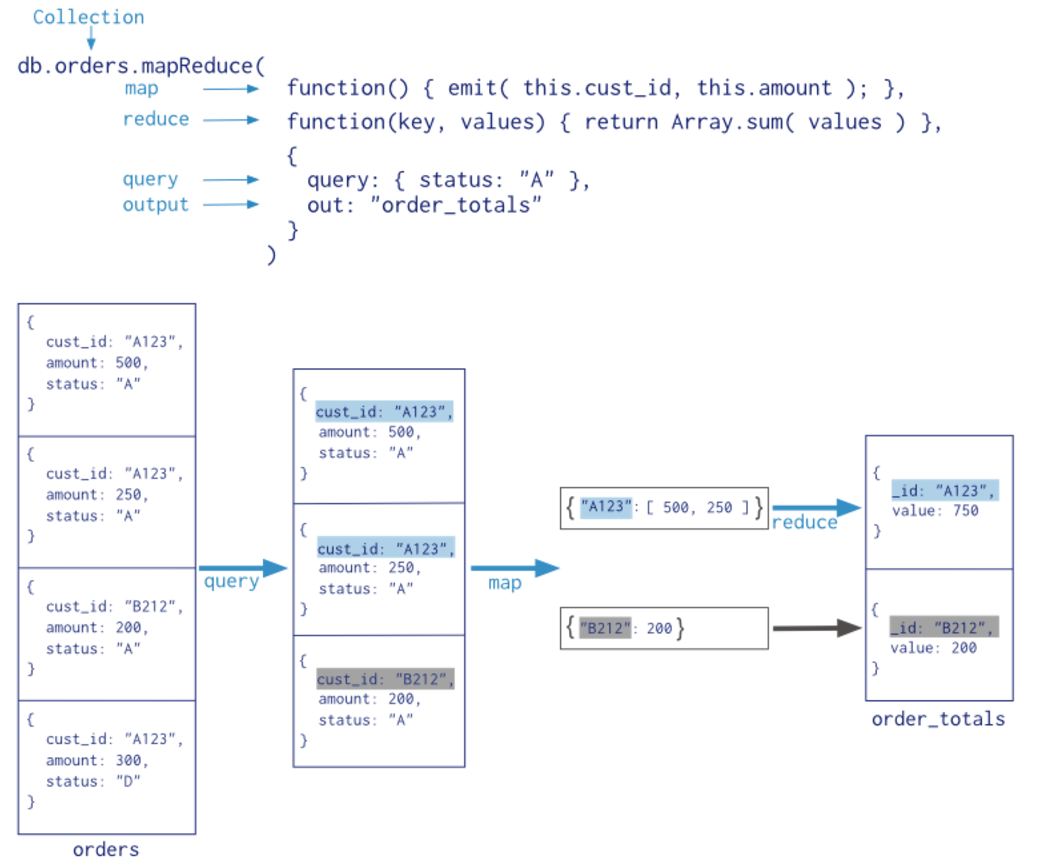 Collection
db.orders.mapReduce(
map function() { emit( this.cust_id, this.amount ); },
reduce function(key, values) { return Array.sum( values ) },
{
query query: { status: "A" },
output out: "order_totals"
}
)
{
cust_id: "A123",
amount: 500,
status: "A"
}
{
cust_id: "A123",
amount: 250,
status: "A"
}
{
cust_id: "B212",
amount: 200,
status: "A"
}
{
cust_id: "A123",
amount: 300,
status: "D"
}
orders
query
{
cust_id: "A123",
amount: 500,
status: "A"
}
{
cust_id: "A123",
amount: 250,
status: "A"
}
{
cust_id: "B212",
amount: 200,
status: "A"
}
map
{ "A123": [ 500, 250 ] }
{ "B212": 200 }
reduce
{
_id: "A123",
value: 750
}
{
_id: "B212",
value: 200
}
order_totals